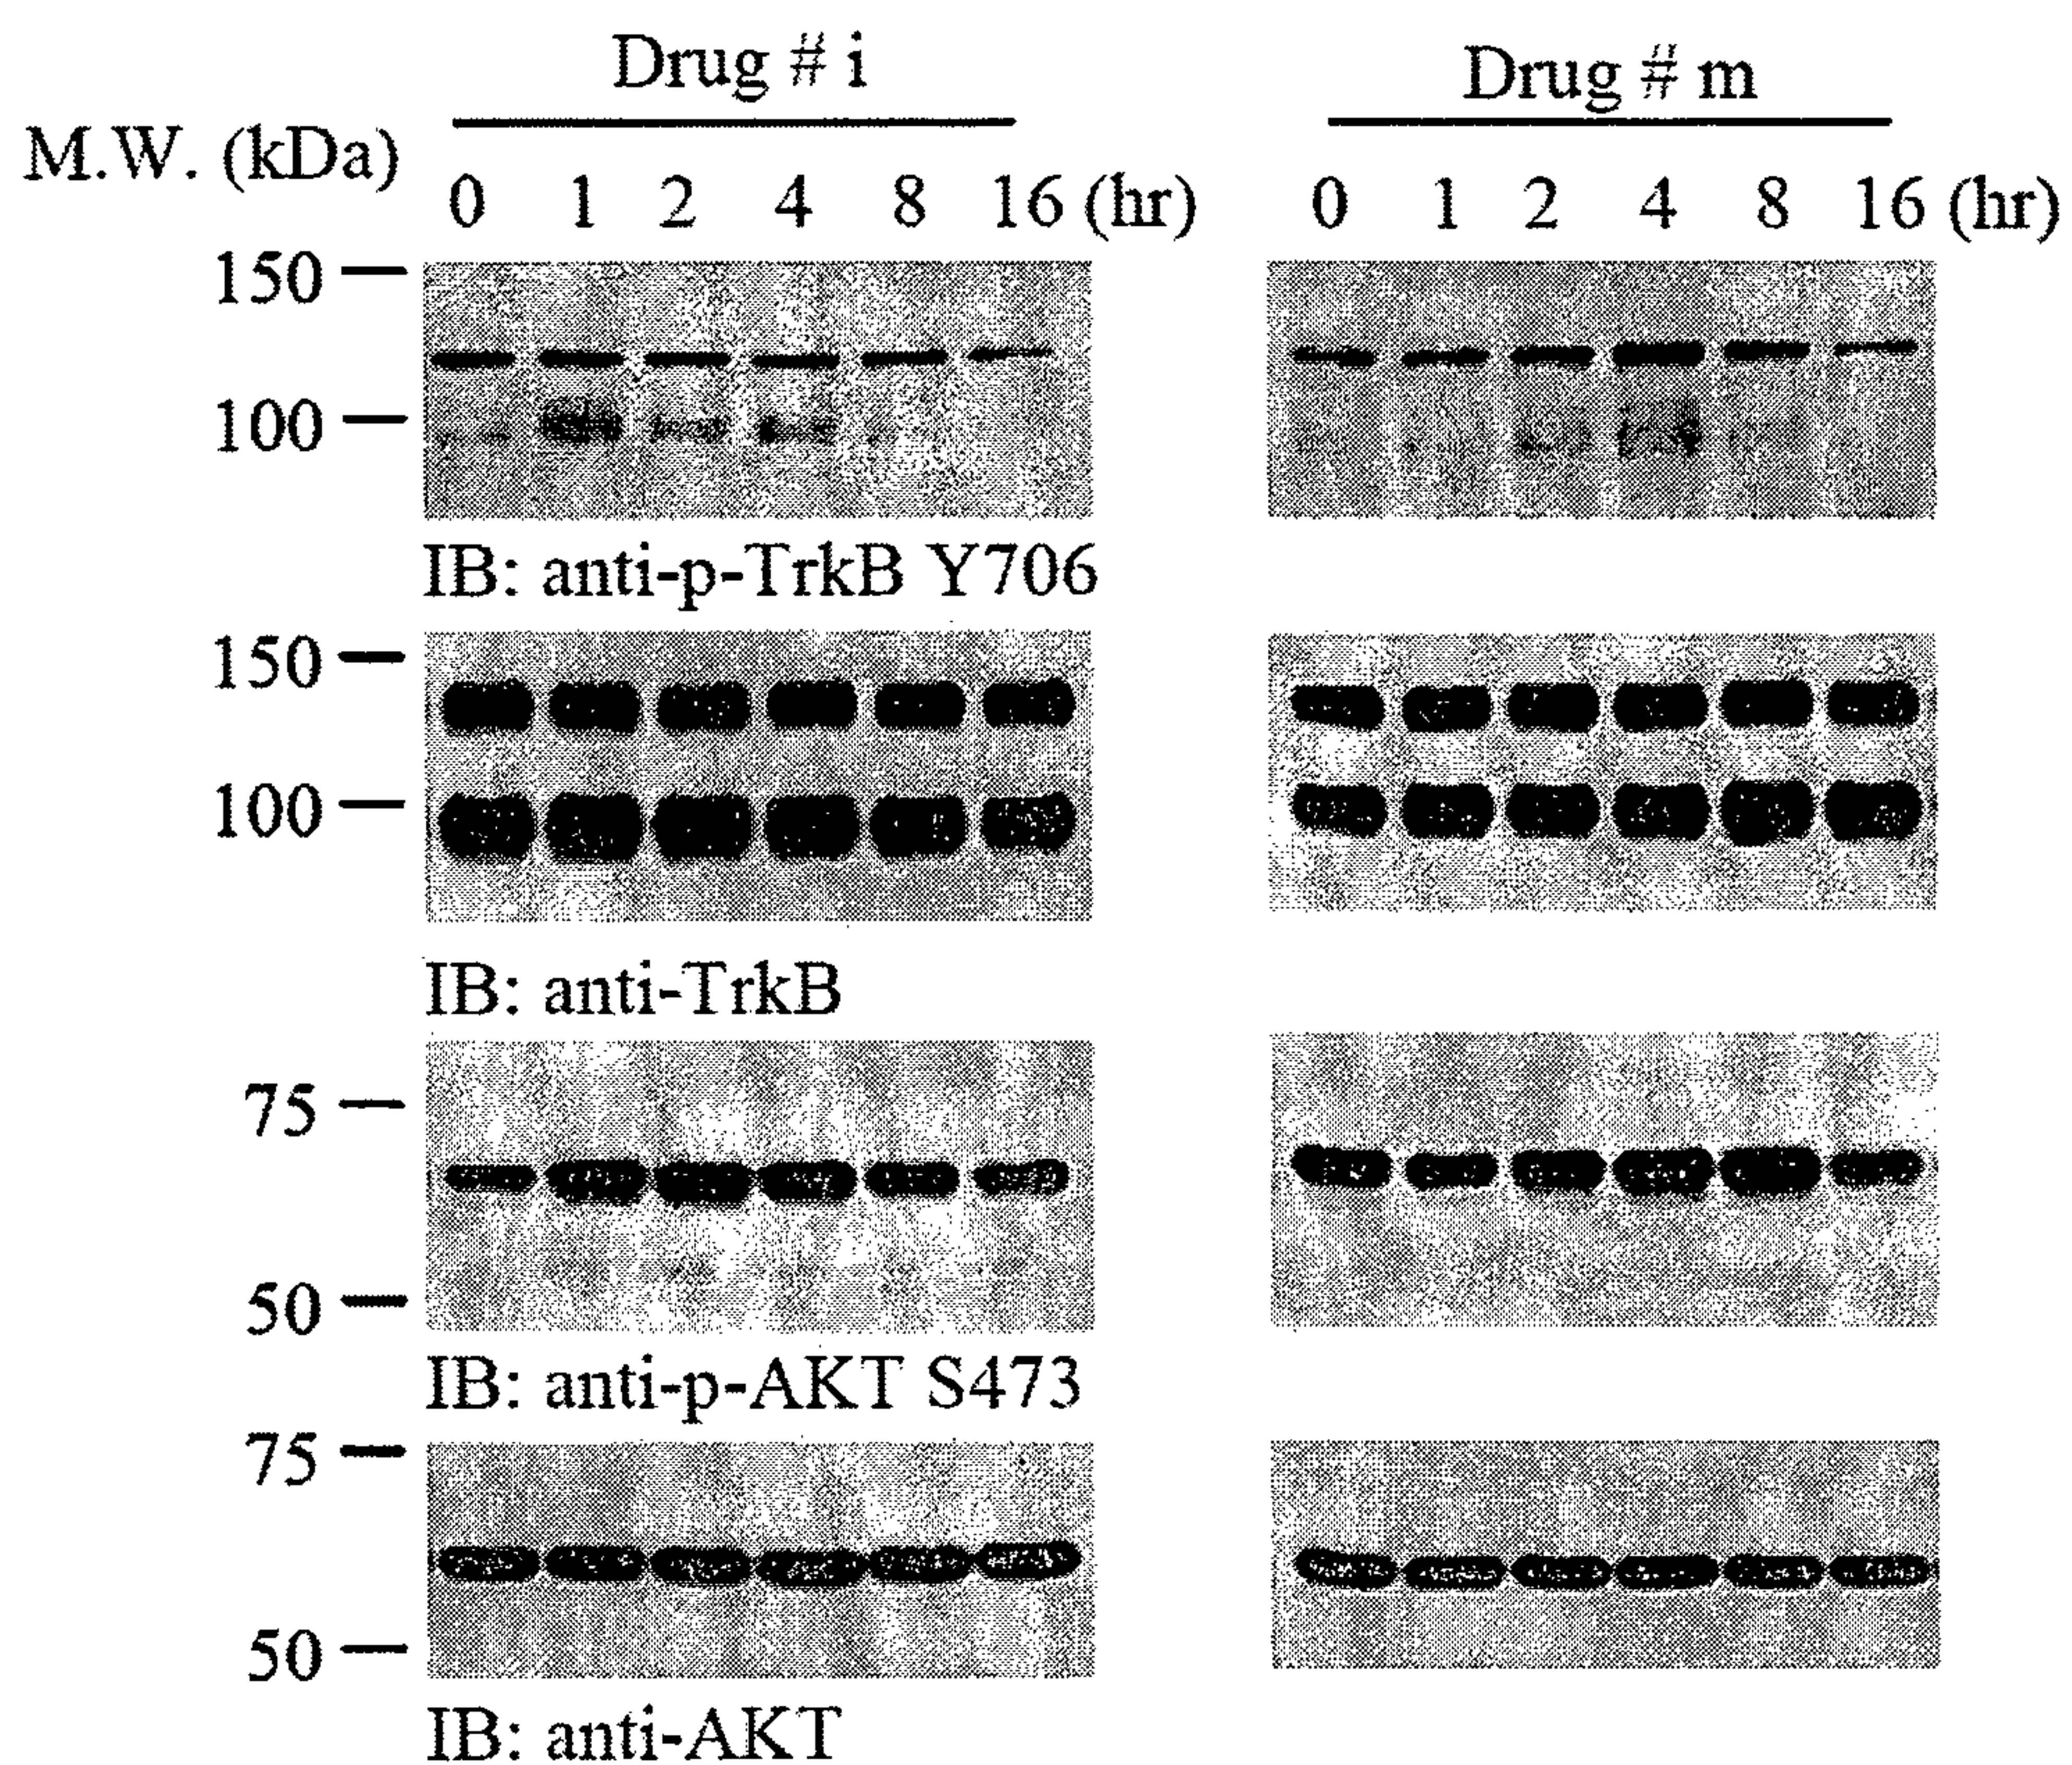 Drug # i
Drug # m
M.W. (kDa)
0 1 2 4 8 16 (hr)
0 1 2 4 8 16 (hr)
150
100
IB: anti-p-TrkB Y706
150
100
IB: anti-TrkB
75
50
IB: anti-p-AKT S473
75
50
IB: anti-AKT